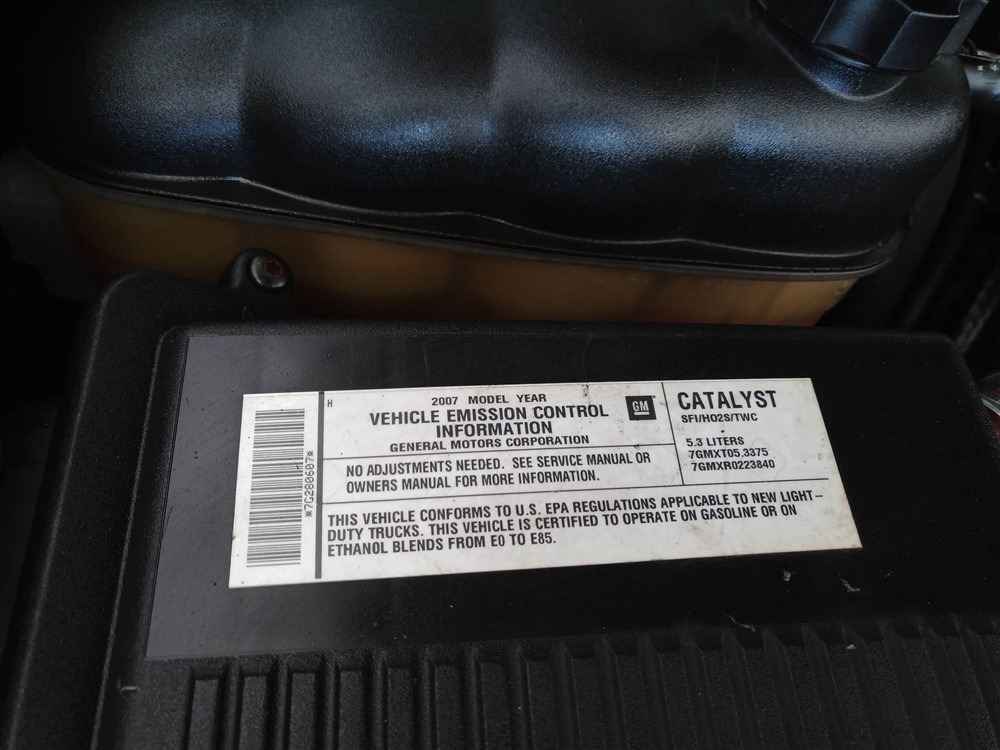 *7G280607*
H
2007 MODEL YEAR
VEHICLE EMISSION CONTROL
INFORMATION
GENERAL MOTORS CORPORATION
GM
NO ADJUSTMENTS NEEDED. SEE SERVICE MANUAL OR
OWNERS MANUAL FOR MORE INFORMATION.
CATALYST
SFI/HO2S/TWC
5.3 LITERS
7GMXT05.3375
7GMXR0223840
THIS VEHICLE CONFORMS TO U.S. EPA REGULATIONS APPLICABLE TO NEW LIGHT-
DUTY TRUCKS. THIS VEHICLE IS CERTIFIED TO OPERATE ON GASOLINE OR ON
ETHANOL BLENDS FROM E0 TO E85.